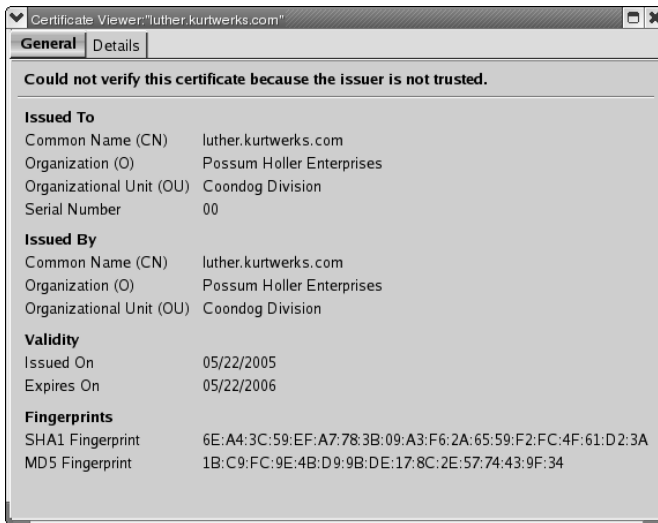 Certificate Viewer:"luther.kurtwerks.com"
General Details
Could not verify this certificate because the issuer is not trusted.
Issued To
Common Name (CN) luther.kurtwerks.com
Organization (O) Possum Holler Enterprises
Organizational Unit (OU) Coondog Division
Serial Number 00
Issued By
Common Name (CN) luther.kurtwerks.com
Organization (O) Possum Holler Enterprises
Organizational Unit (OU) Coondog Division
Validity
Issued On 05/22/2005
Expires On 05/22/2006
Fingerprints
SHA1 Fingerprint 6E:A4:3C:59:EF:A7:78:3B:09:A3:F6:2A:65:59:F2:FC:4F:61:D2:3A
MD5 Fingerprint 1B:C9:FC:9E:4B:D9:9B:DE:17:8C:2E:57:74:43:9F:34